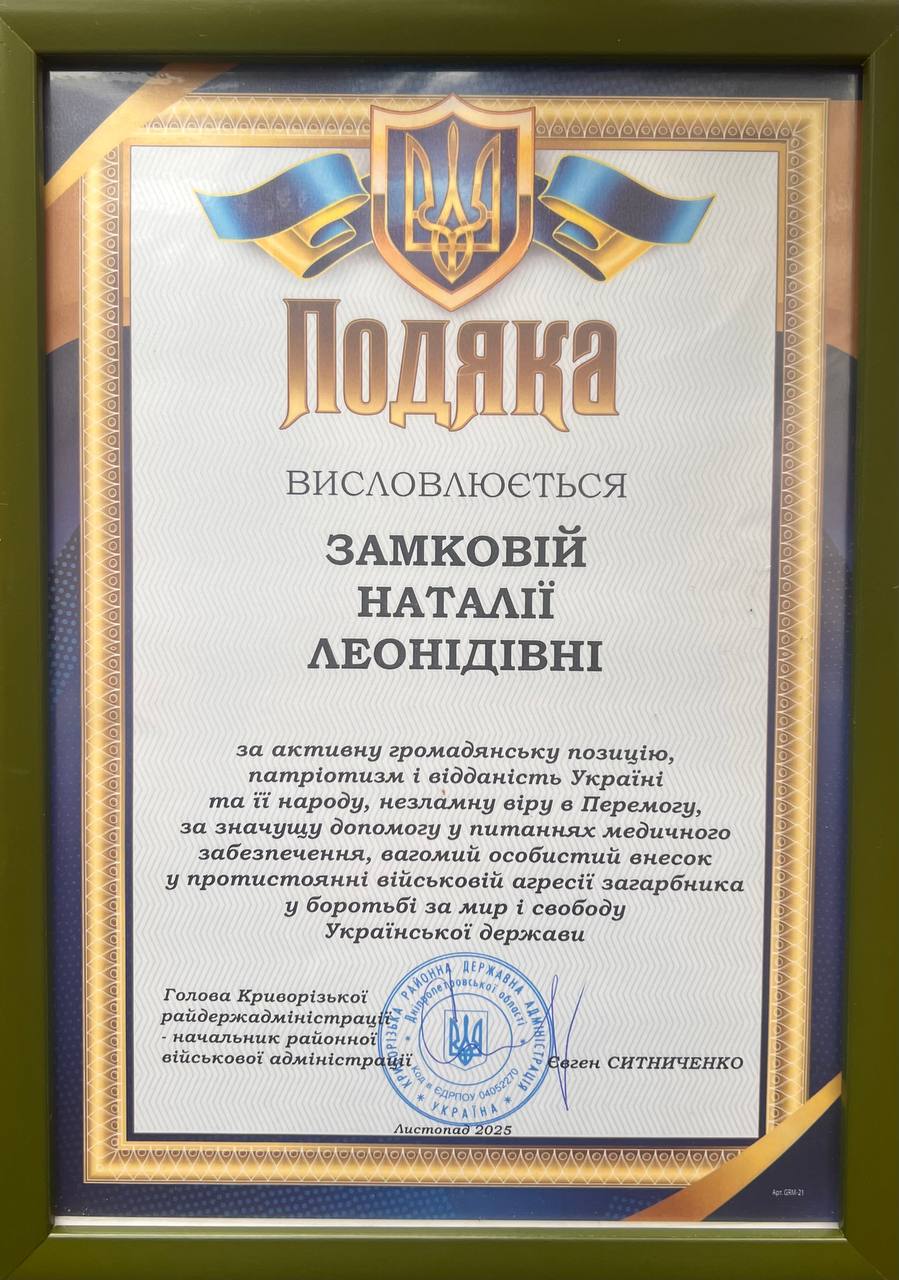 Подяка
ВИСЛОВЛЮЄТЬСЯ
ЗАМКОВІЙ
НАТАЛІЇ
ЛЕОНІДІВНІ
за активну громадянську позицію,
патріотизм і відданість Україні
та її народу, незламну віру в Перемогу,
за значущу допомогу у питаннях медичного
забезпечення, вагомий особистий внесок
у протистоянні військовій агресії загарбника
у боротьбі за мир і свободу
Української держави
Голова Криворізької
райдержадміністрації
- начальник районної
військової адміністрації
Євген СИТНИЧЕНКО
КРИВОРІЗЬКА РАЙОННА ДЕРЖАВНА АДМІНІСТРАЦІЯ
* Дніпропетровської області *
Код в ЄДРПОУ 04052270
* УКРАЇНА *
Листопад 2025
Арт.GRM-21